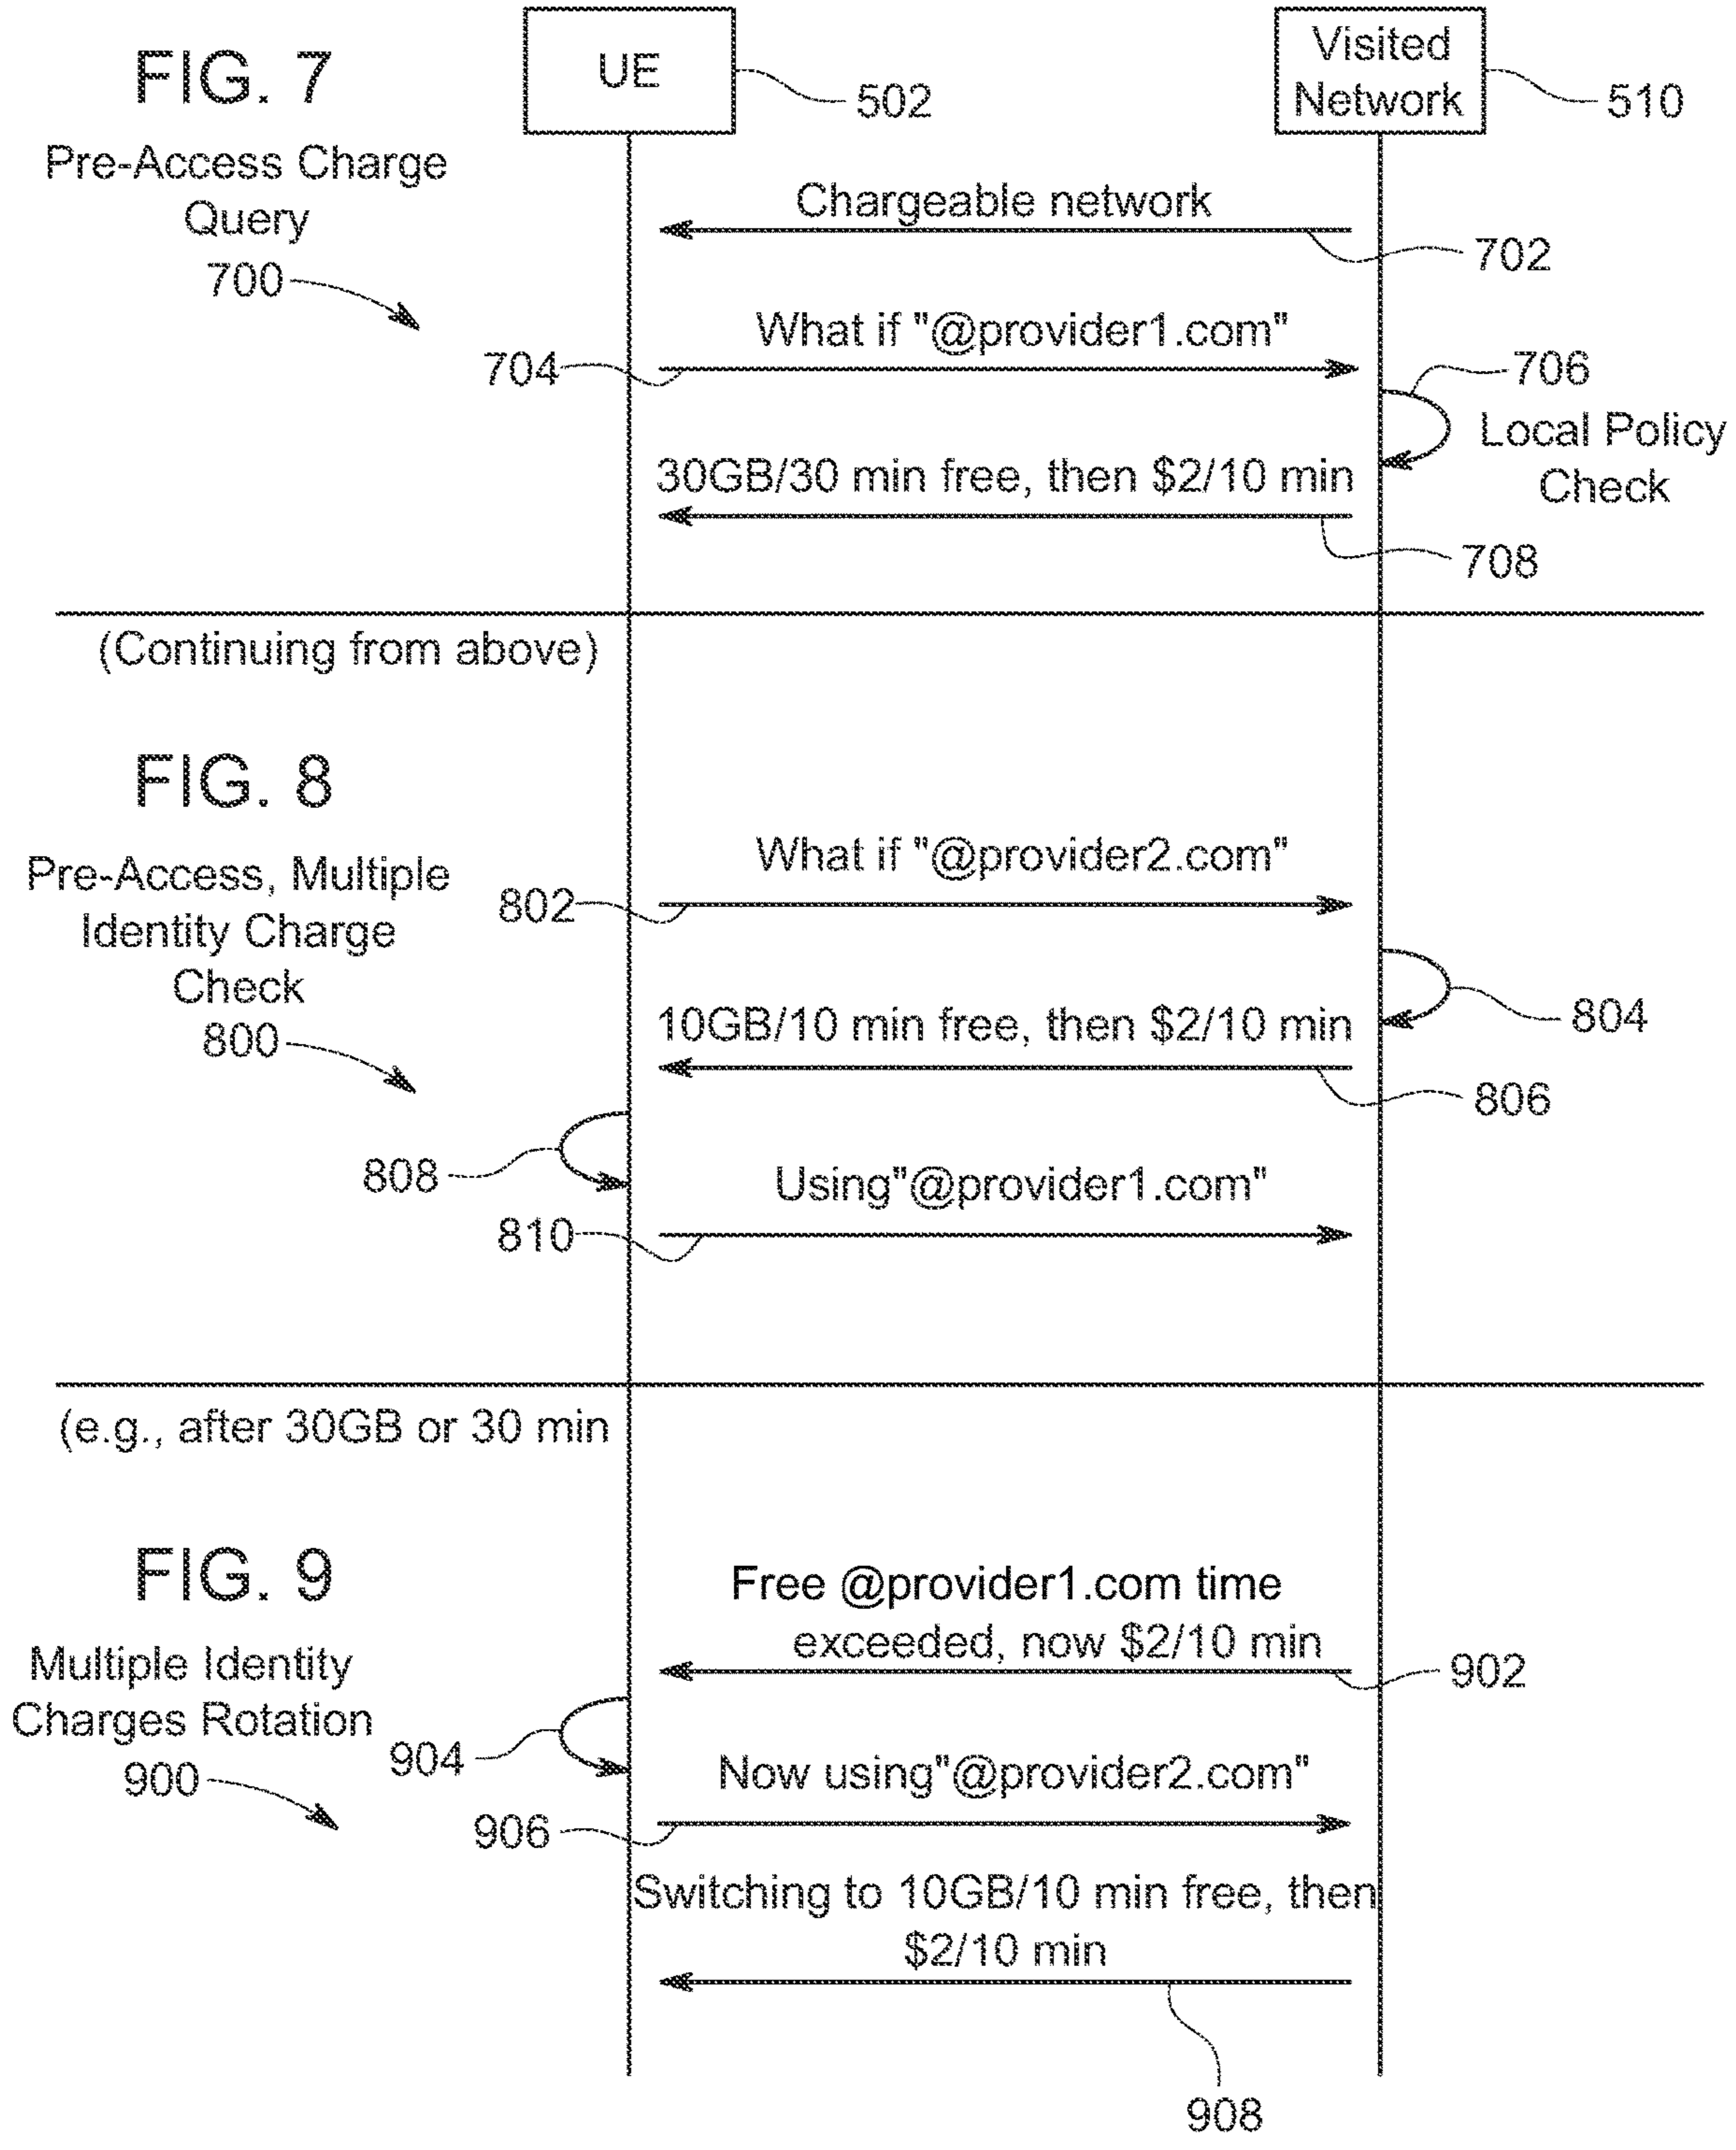 FIG. 7
Pre-Access Charge
Query
700
UE
502
Visited
Network
510
Chargeable network
702
What if "@provider1.com"
704
706
Local Policy
Check
30GB/30 min free, then $2/10 min
708
(Continuing from above)
FIG. 8
Pre-Access, Multiple
Identity Charge
Check
800
What if "@provider2.com"
802
804
10GB/10 min free, then $2/10 min
806
808
Using"@provider1.com"
810
(e.g., after 30GB or 30 min
FIG. 9
Multiple Identity
Charges Rotation
900
Free @provider1.com time
exceeded, now $2/10 min
902
904
Now using"@provider2.com"
906
Switching to 10GB/10 min free, then
$2/10 min
908